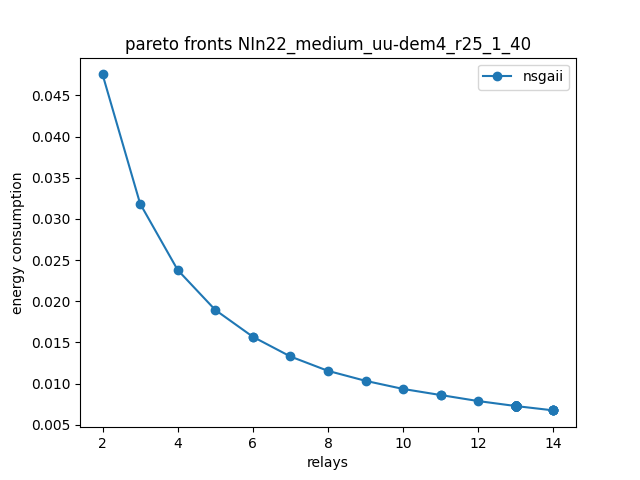 pareto fronts NIn22_medium_uu-dem4_r25_1_40
nsgaii
0.045
0.040
0.035
0.030
0.025
0.020
0.015
0.010
0.005
energy consumption
2 4 6 8 10 12 14
relays